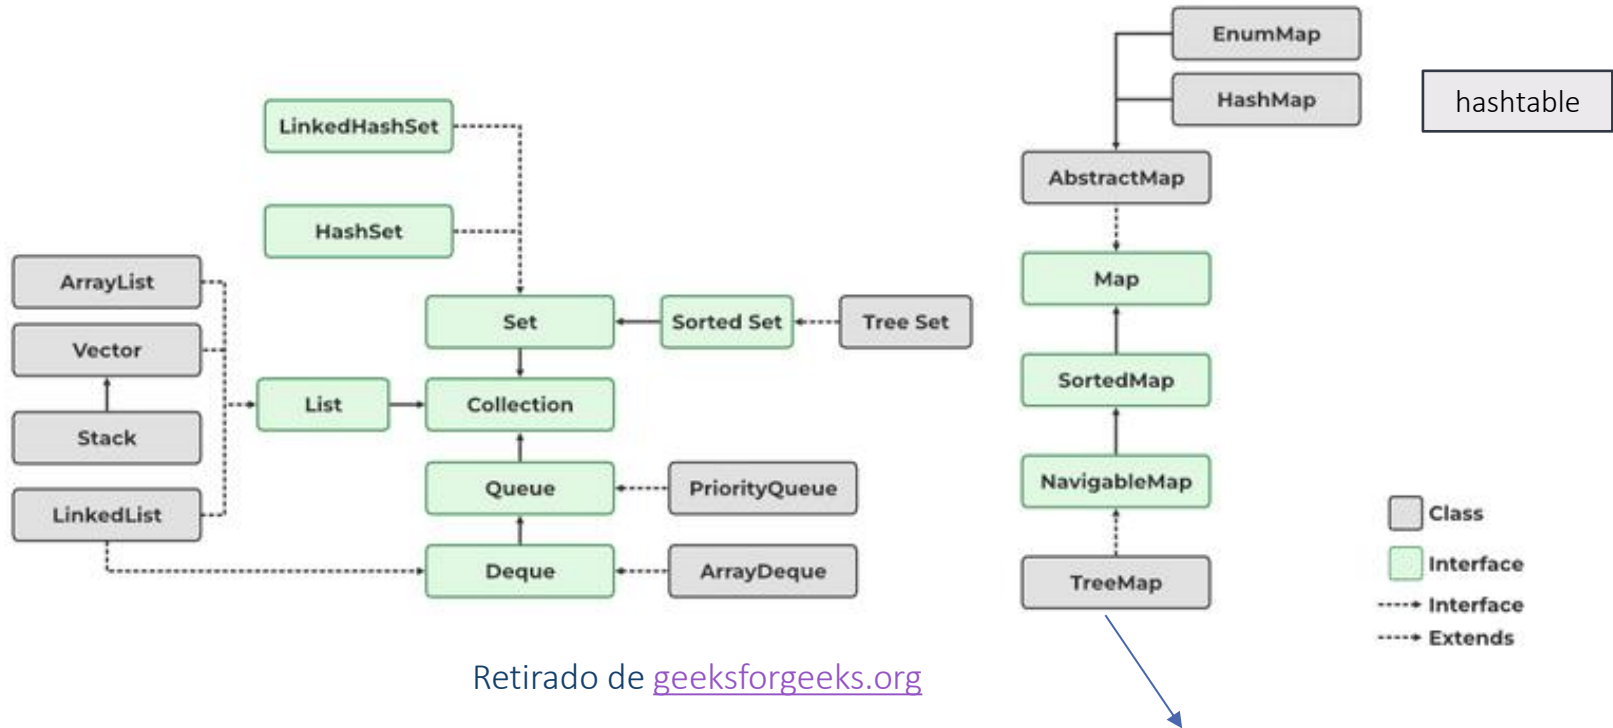 EnumMap
HashMap
hashtable
LinkedHashSet
AbstractMap
HashSet
ArrayList
Map
Set
Sorted Set
Tree Set
Vector
SortedMap
List
Collection
Stack
Queue
PriorityQueue
NavigableMap
LinkedList
Class
Deque
ArrayDeque
TreeMap
Interface
Interface
Extends
Retirado de geeksforgeeks.org